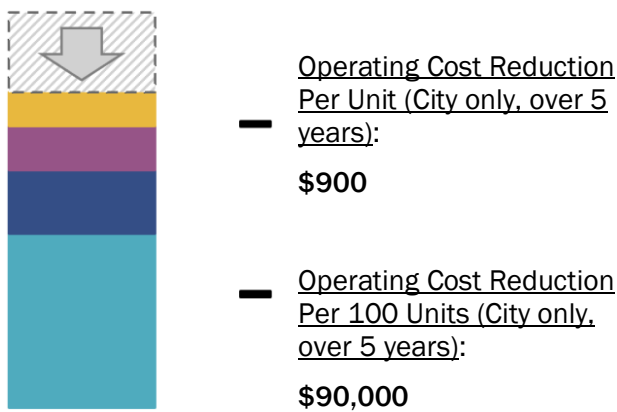 Operating Cost Reduction
Per Unit (City only, over 5
years):
$900
Operating Cost Reduction
Per 100 Units (City only,
over 5 years):
$90,000